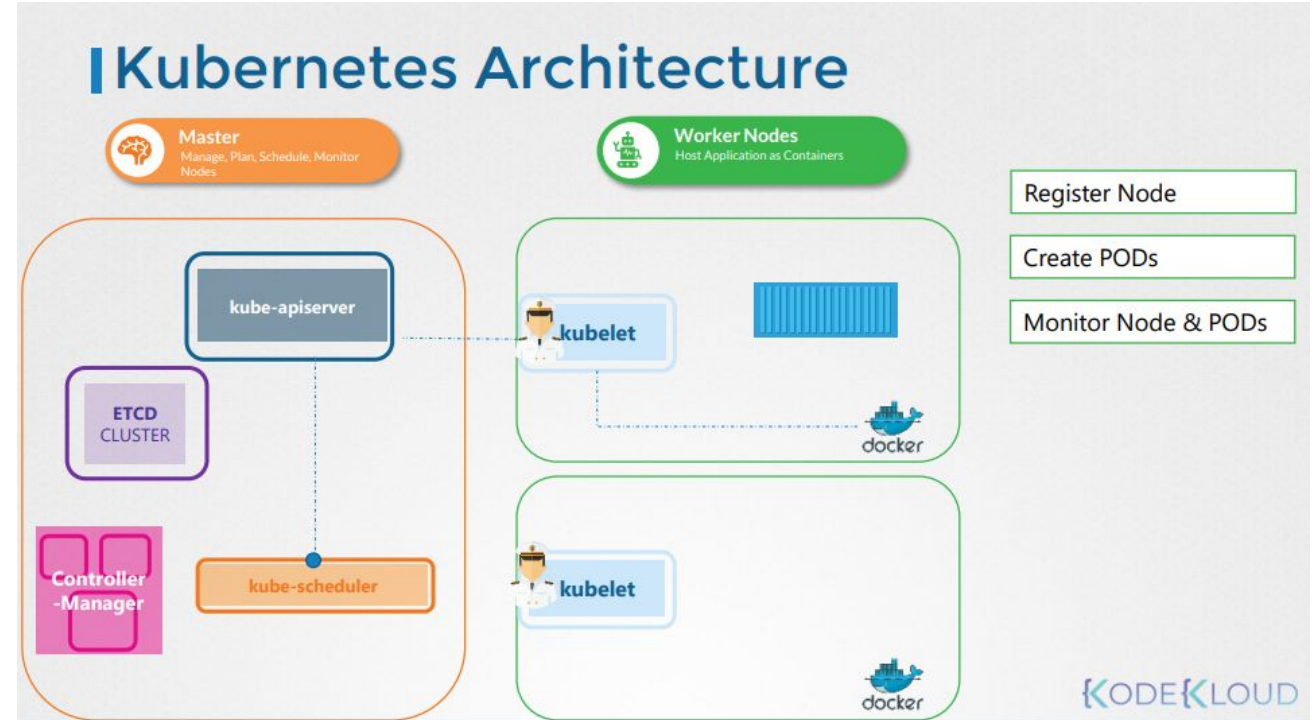 Kubernetes Architecture
Master
Manage, Plan, Schedule, Monitor
Nodes
Worker Nodes
Host Application as Containers
Register Node
Create PODs
Monitor Node & PODs
kube-apiserver
kubelet
ETCD
CLUSTER
docker
Controller
-Manager
kube-scheduler
kubelet
docker
KODEKLOUD